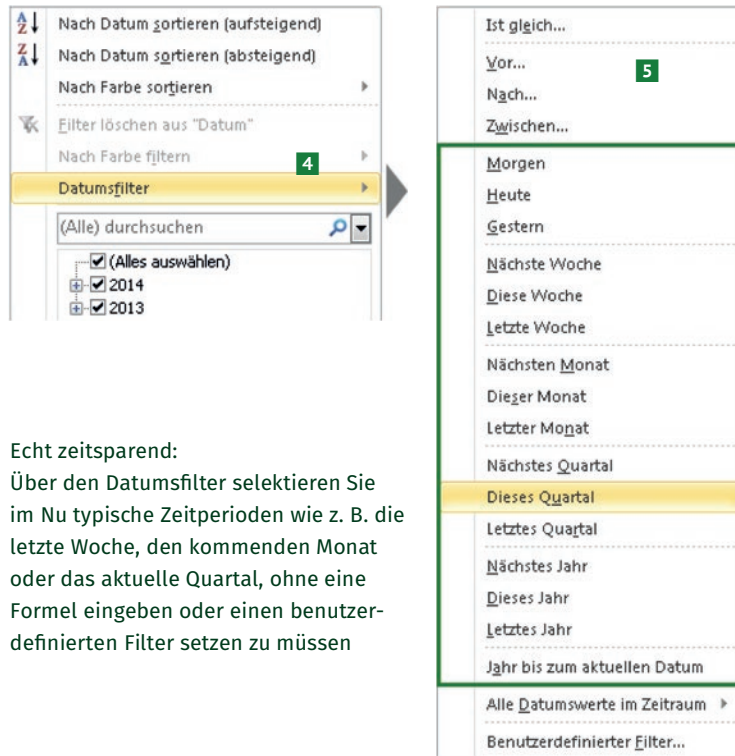 Nach Datum sortieren (aufsteigend)
Nach Datum sortieren (absteigend)
Nach Farbe sortieren
Filter löschen aus "Datum"
Nach Farbe filtern
4
Datumsfilter
(Alle) durchsuchen
(Alles auswählen)
2014
2013
Echt zeitsparend:
Über den Datumsfilter selektieren Sie
im Nu typische Zeitperioden wie z. B. die
letzte Woche, den kommenden Monat
oder das aktuelle Quartal, ohne eine
Formel eingeben oder einen benutzer-
definierten Filter setzen zu müssen
Ist gleich...
Vor...
5
Nach...
Zwischen...
Morgen
Heute
Gestern
Nächste Woche
Diese Woche
Letzte Woche
Nächsten Monat
Dieser Monat
Letzter Monat
Nächstes Quartal
Dieses Quartal
Letztes Quartal
Nächstes Jahr
Dieses Jahr
Letztes Jahr
Jahr bis zum aktuellen Datum
Alle Datumswerte im Zeitraum
Benutzerdefinierter Filter...